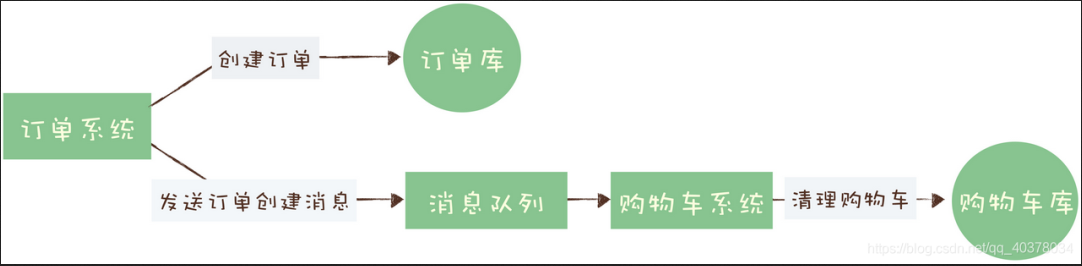 创建订单
订单库
订单系统
发送订单创建消息
消息队列
购物车系统
清理购物车
购物车库
https://blog.csdn.net/qq_40378034